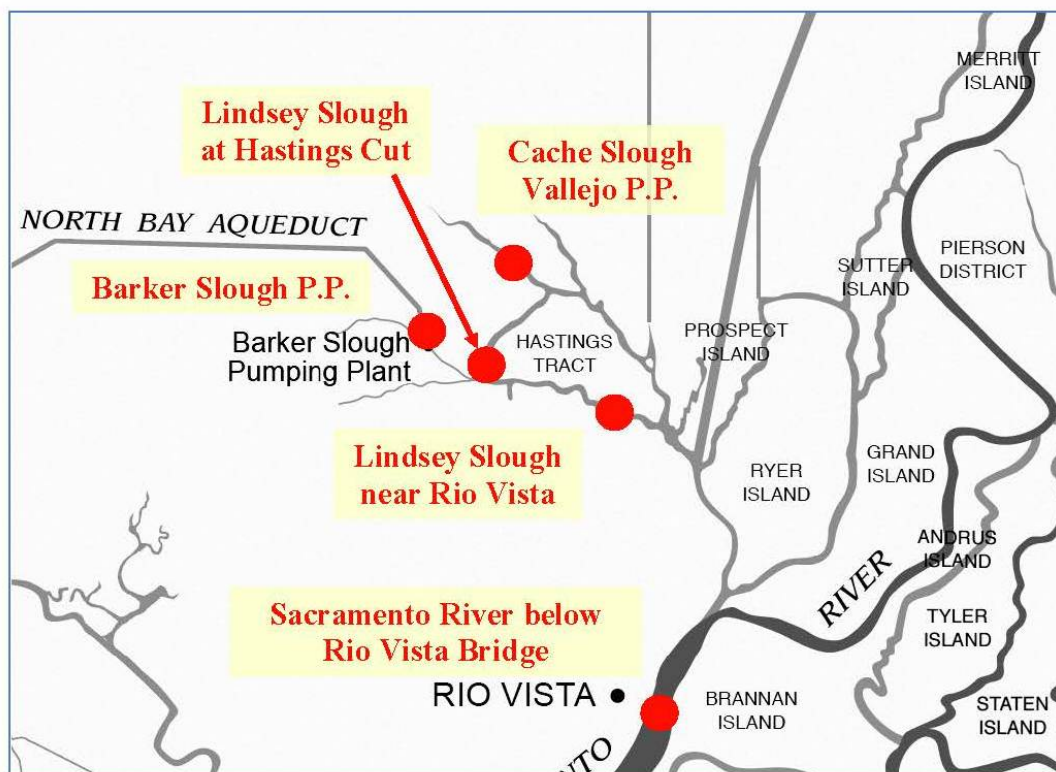 MERRITT
ISLAND
Lindsey Slough
at Hastings Cut
Cache Slough
Vallejo P.P.
NORTH BAY AQUEDUCT
PIERSON
DISTRICT
SUTTER
ISLAND
Barker Slough P.P.
PROSPECT
ISLAND
HASTINGS
TRACT
Barker Slough
Pumping Plant
Lindsey Slough
near Rio Vista
RYER
ISLAND
GRAND
ISLAND
ANDRUS
ISLAND
RIVER
Sacramento River below
Rio Vista Bridge
TYLER
ISLAND
RIO VISTA
BRANNAN
ISLAND
STATEN
ISLAND
NTO